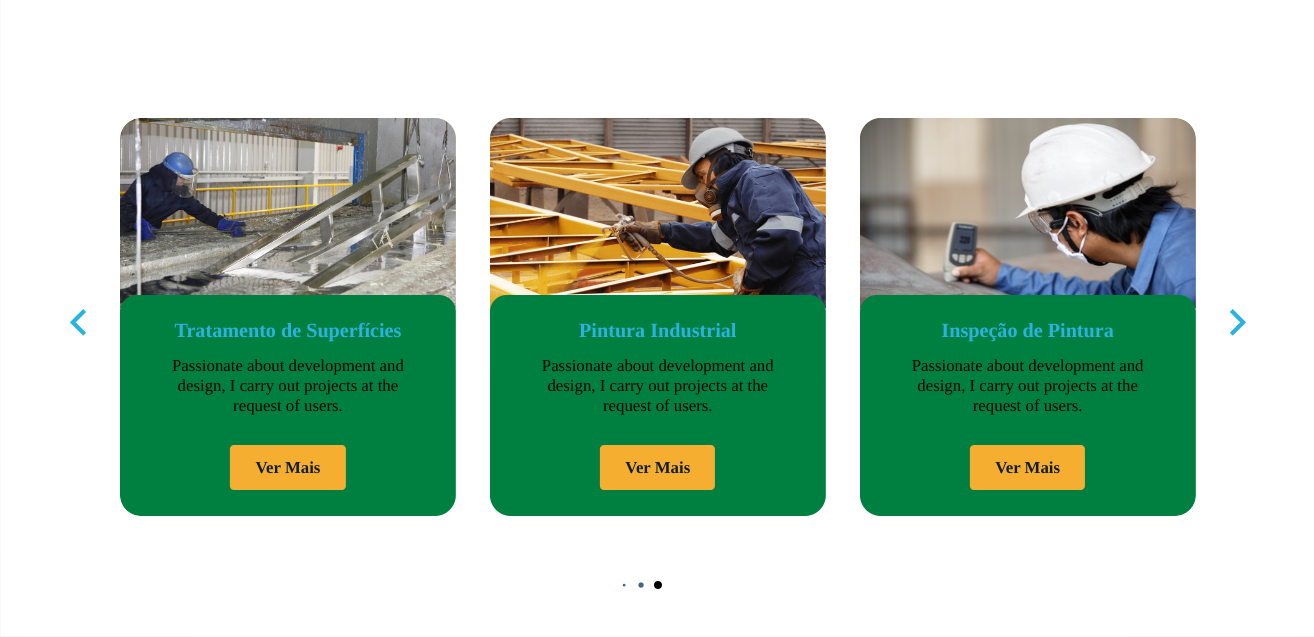 Tratamento de Superfícies
Passionate about development and
design, I carry out projects at the
request of users.
Ver Mais
Pintura Industrial
Passionate about development and
design, I carry out projects at the
request of users.
Ver Mais
Inspeção de Pintura
Passionate about development and
design, I carry out projects at the
request of users.
Ver Mais